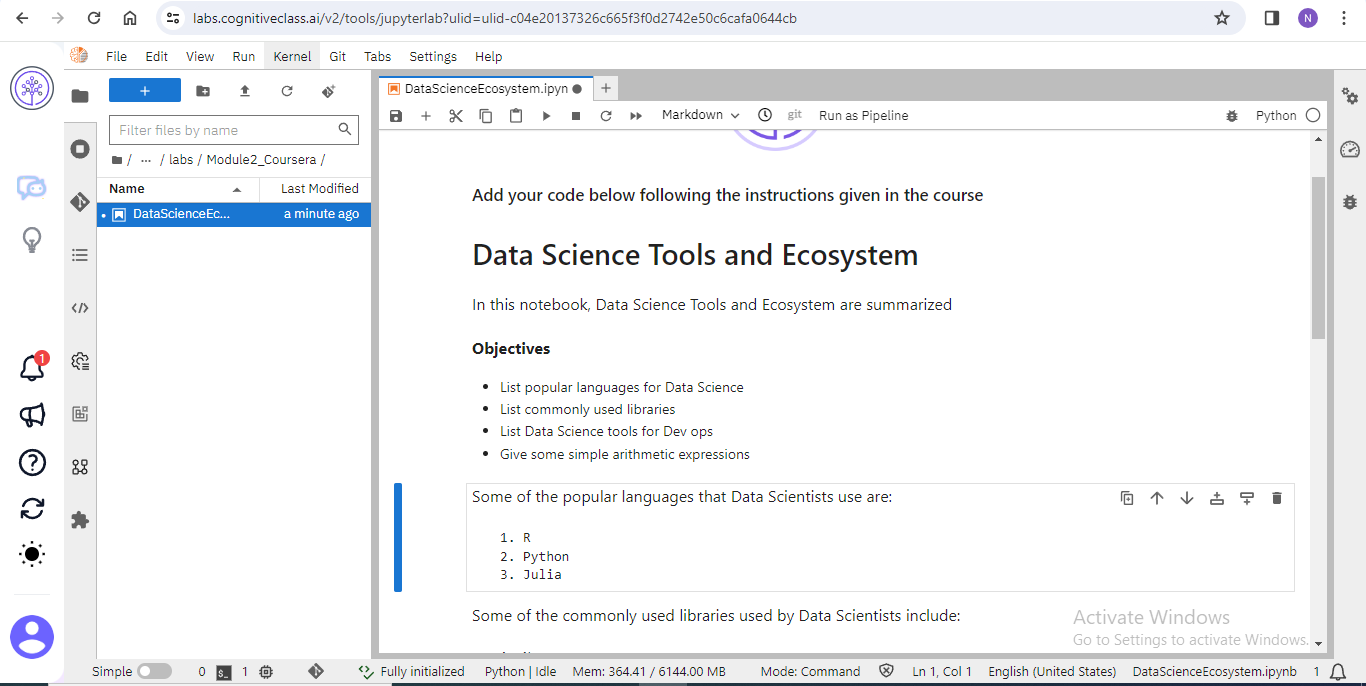 labs.cognitiveclass.ai/v2/tools/jupyterlab?ulid=ulid-c04e20137326c665f3f0d2742e50c6cafa0644cb
N
File Edit View Run Kernel Git Tabs Settings Help
+
DataScienceEcosystem.ipyn
+
Markdown
git
Run as Pipeline
Python
Filter files by name
/ ... / labs / Module2_Coursera /
Name
Last Modified
DataScienceEc...
a minute ago
Add your code below following the instructions given in the course
Data Science Tools and Ecosystem
In this notebook, Data Science Tools and Ecosystem are summarized
Objectives
• List popular languages for Data Science
• List commonly used libraries
• List Data Science tools for Dev ops
• Give some simple arithmetic expressions
Some of the popular languages that Data Scientists use are:
1. R
2. Python
3. Julia
Some of the commonly used libraries used by Data Scientists include:
1
Activate Windows
Go to Settings to activate Windows.
Simple 0 $_ 1 Fully initialized Python | Idle Mem: 364.41 / 6144.00 MB Mode: Command Ln 1, Col 1 English (United States) DataScienceEcosystem.ipynb 1